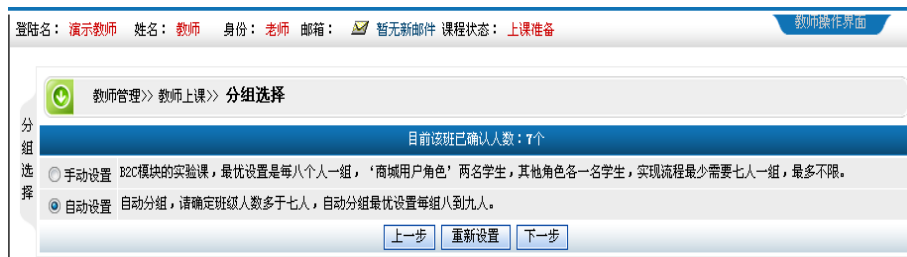 登陆名：演示教师 姓名：教师 身份：老师 邮箱： 暂无新邮件 课程状态：上课准备 教师操作界面
教师管理>> 教师上课>> 分组选择
分组选择
目前该班已确认人数：7个
手动设置 B2C模块的实验课，最优设置是每八个人一组，‘商城用户角色’两名学生，其他角色各一名学生，实现流程最少需要七人一组，最多不限。
自动设置 自动分组，请确定班级人数多于七人，自动分组最优设置每组八到九人。
上一步 重新设置 下一步